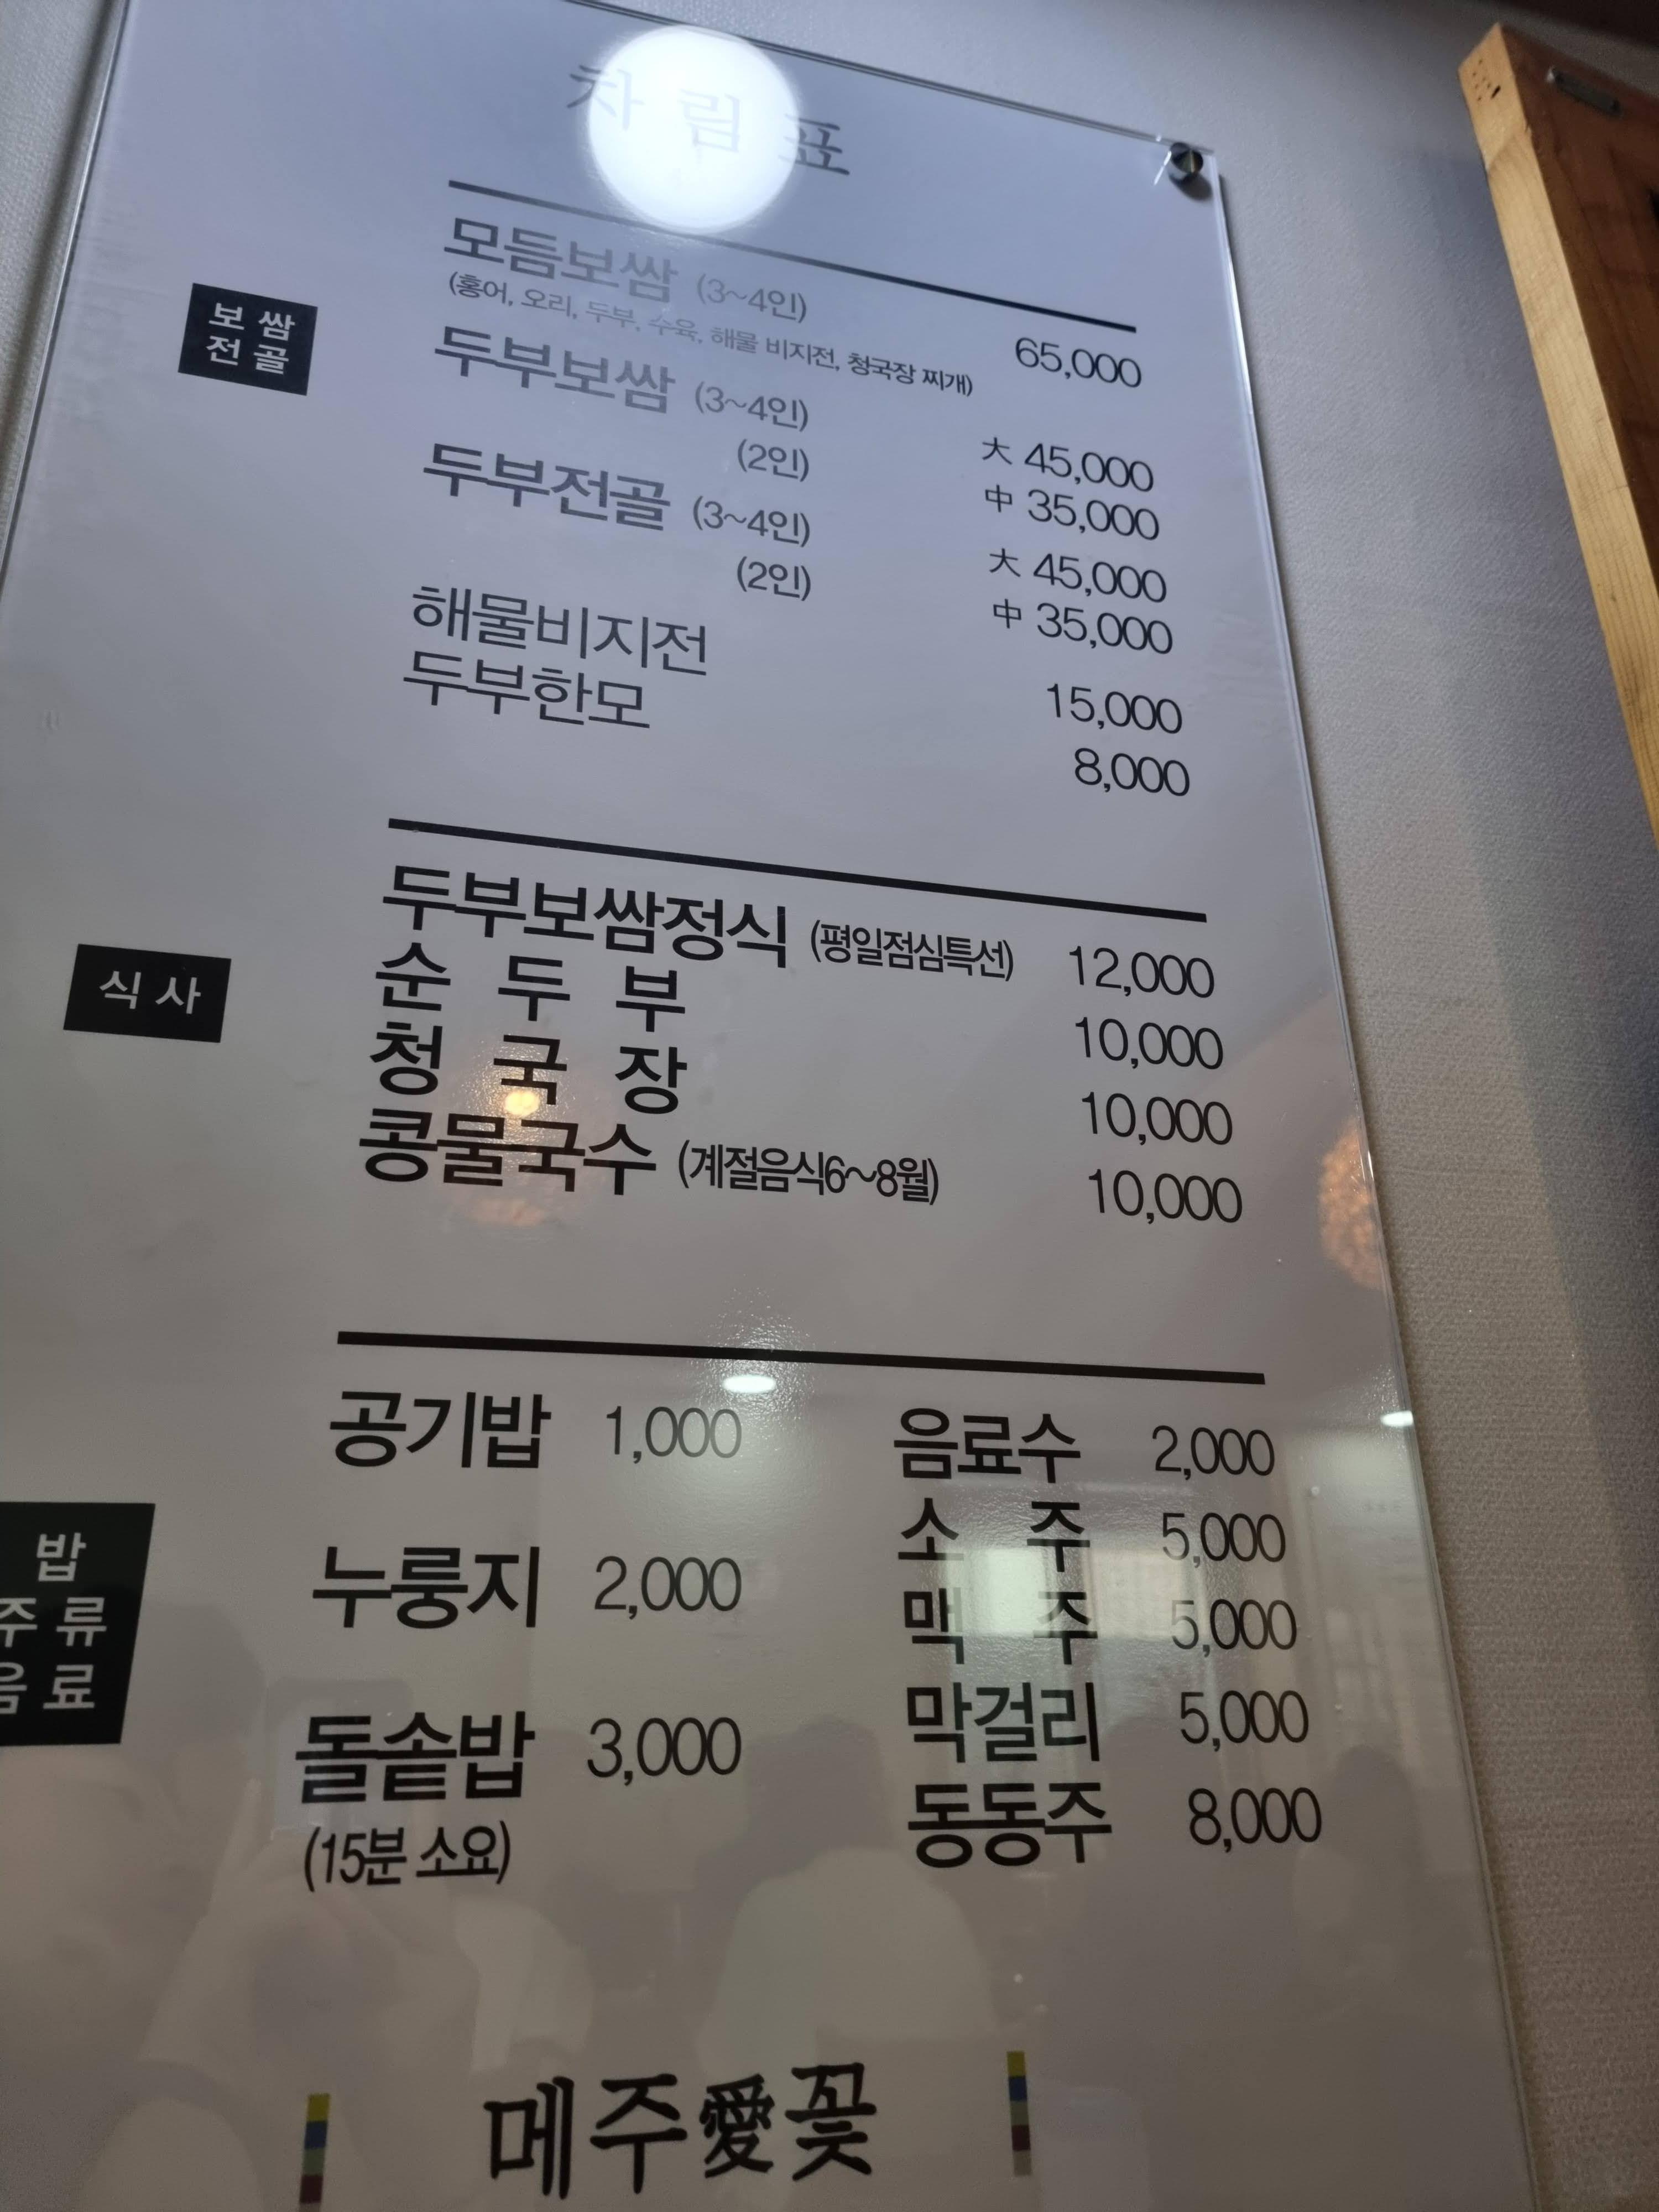 차림표
보쌈
전골
모듬보쌈 (3~4인) 65,000
(홍어, 오리, 두부, 수육, 해물 비지전, 청국장 찌개)
두부보쌈 (3~4인) 大 45,000
(2인) 中 35,000
두부전골 (3~4인) 大 45,000
(2인) 中 35,000
해물비지전 15,000
두부한모 8,000
식사
두부보쌈정식 (평일점심특선) 12,000
순두부 10,000
청국장 10,000
콩물국수 (계절음식6~8월) 10,000
밥
주류
음료
공기밥 1,000
누룽지 2,000
돌솥밥 3,000
(15분 소요)
음료수 2,000
소주 5,000
맥주 5,000
막걸리 5,000
동동주 8,000
메주愛꽃